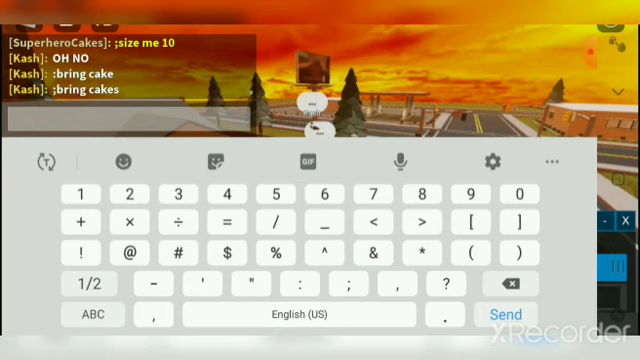 [SuperheroCakes]: ;size me 10
[Kash]: OH NO
[Kash]: :bring cake
[Kash]: ;bring cakes
...
Kash
...
- X
T GIF ...
1 2 3 4 5 6 7 8 9 0
+ × ÷ = / _ < > [ ]
! @ # $ % ^ & * ( )
1/2 - ' " : ; , ?
ABC , English (US) . Send
XRecorder